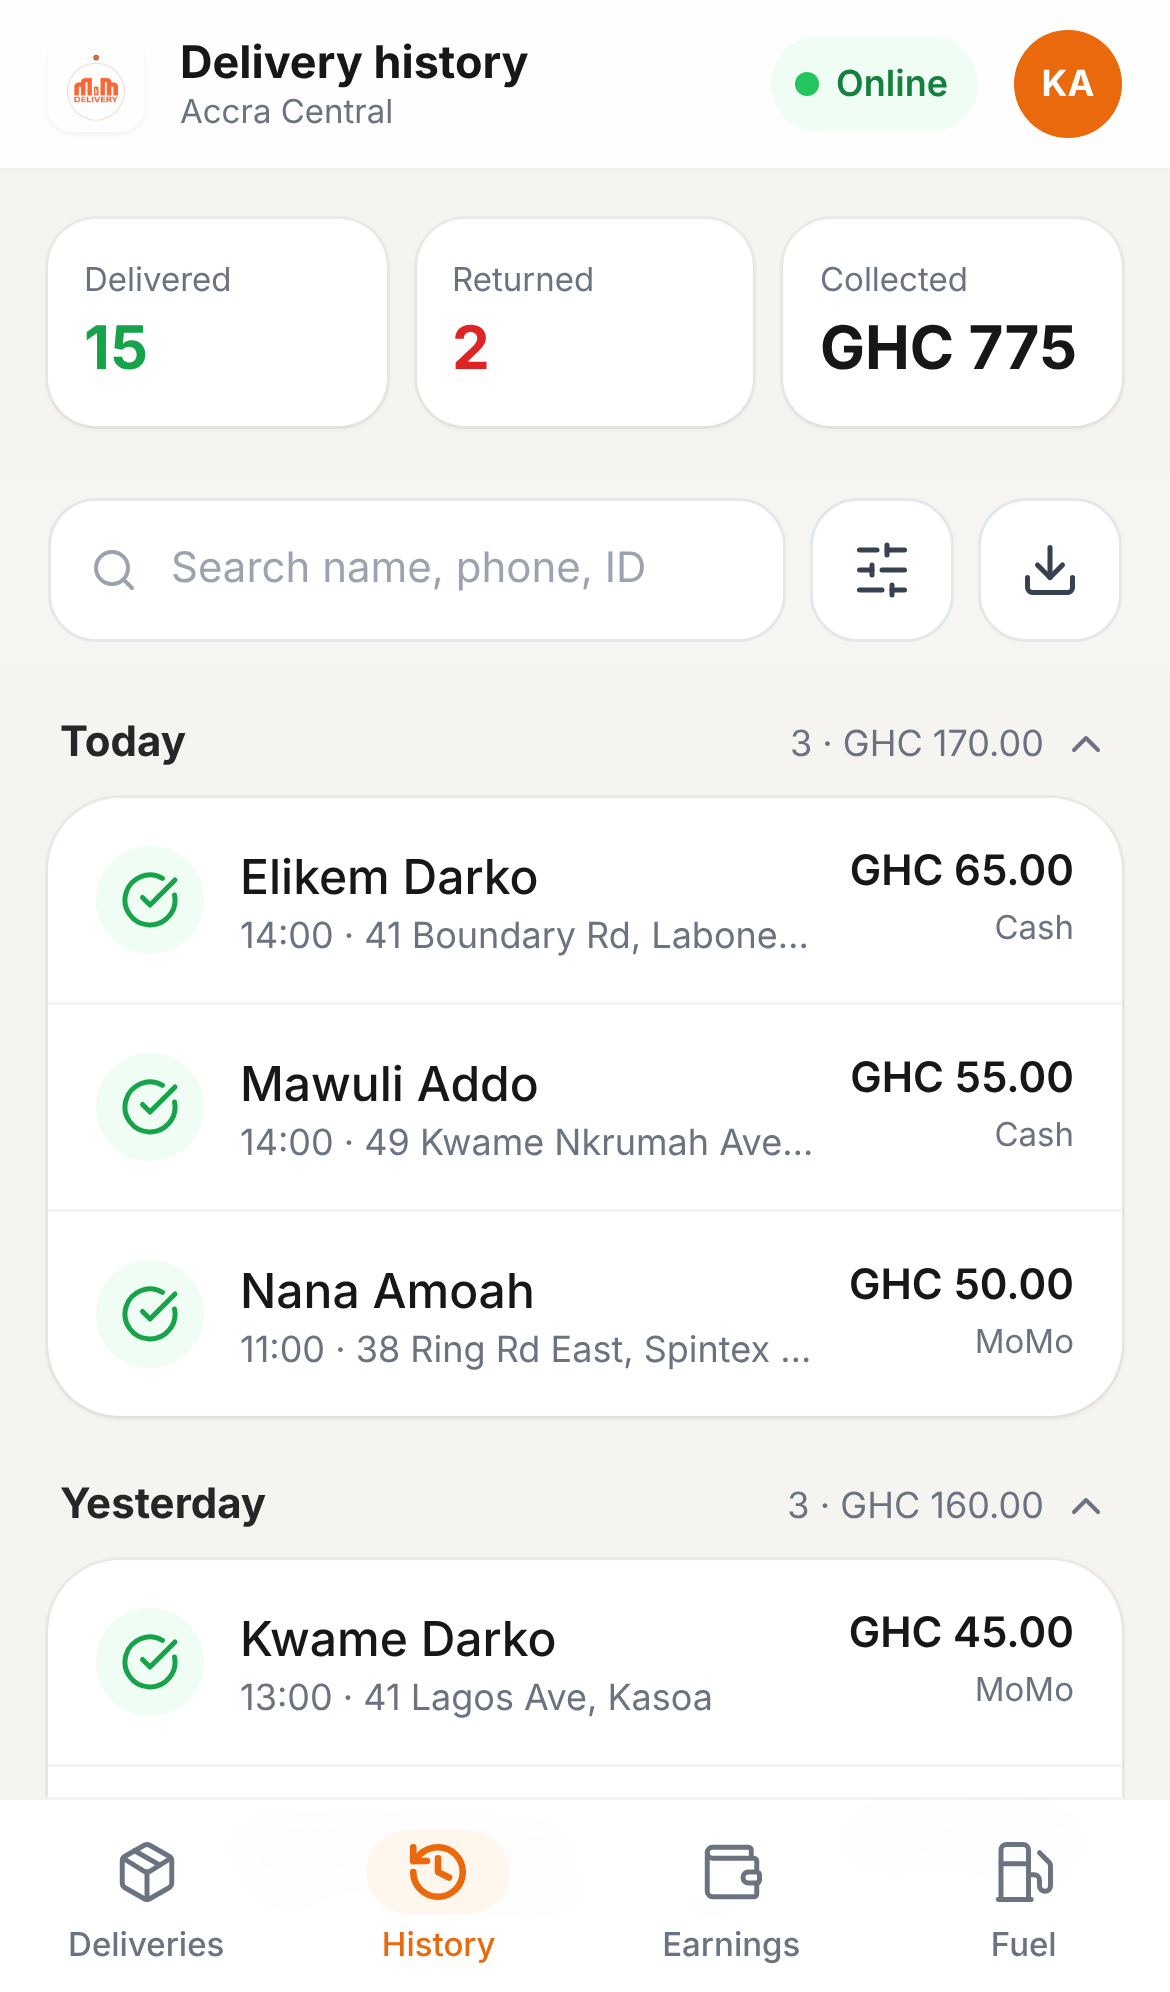 M&M
DELIVERY
Delivery history
Accra Central
Online
KA
Delivered
15
Returned
2
Collected
GHC 775
Search name, phone, ID
Today
3 · GHC 170.00
Elikem Darko
GHC 65.00
14:00 · 41 Boundary Rd, Labone...
Cash
Mawuli Addo
GHC 55.00
14:00 · 49 Kwame Nkrumah Ave...
Cash
Nana Amoah
GHC 50.00
11:00 · 38 Ring Rd East, Spintex ...
MoMo
Yesterday
3 · GHC 160.00
Kwame Darko
GHC 45.00
13:00 · 41 Lagos Ave, Kasoa
MoMo
Deliveries
History
Earnings
Fuel